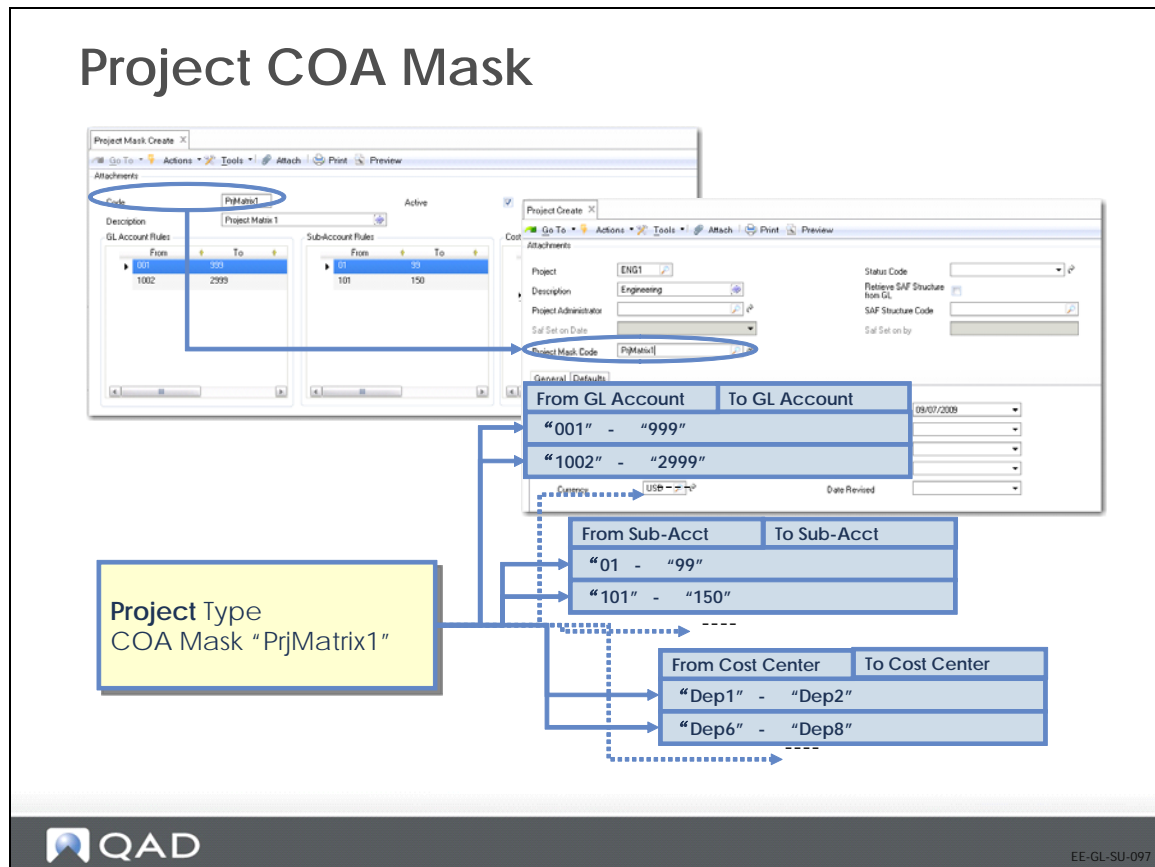 Project COA Mask
Project Mask Create X
Go To Actions Tools Attach Print Preview
Attachments
Code PrjMatrix1 Active
Description Project Matrix 1
GL Account Rules Sub-Account Rules
From To From To
001 999 01 99
1002 2999 101 150
Project Create X
Go To Actions Tools Attach Print Preview
Attachments
Project ENG1 Status Code
Description Engineering Retrieve SAF Structure from GL
Project Administrator SAF Structure Code
Saf Set on Date Saf Set on by
Project Mask Code PrjMatrix1
General Defaults
09/07/2009
Currency USD Date Revised
From GL Account To GL Account
“001” - “999”
“1002” - “2999”
From Sub-Acct To Sub-Acct
“01 - “99”
“101” - “150”
----
Project Type
COA Mask “PrjMatrix1”
From Cost Center To Cost Center
“Dep1” - “Dep2”
“Dep6” - “Dep8”
----
QAD
EE-GL-SU-097